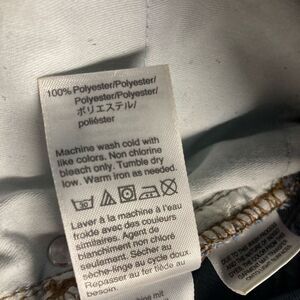 100% Polyester/Polyester/
Polyester/Polyester/
ポリエステル/
poliéster
Machine wash cold with
like colors. Non chlorine
bleach only. Tumble dry
low. Warm iron as needed.
Laver à la machine à l'eau
froide avec des couleurs
similaires. Agent de
blanchiment non chloré
seulement. Sécher au
sèche-linge au cycle doux.
Repasser au fer tiède au
besoin.